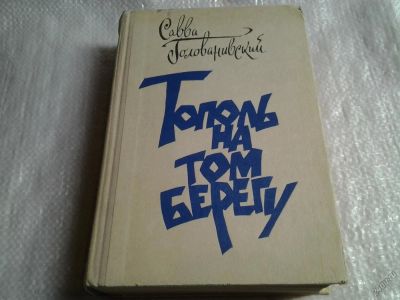 Савва
Голованивский
Тополь
на
том
берегу